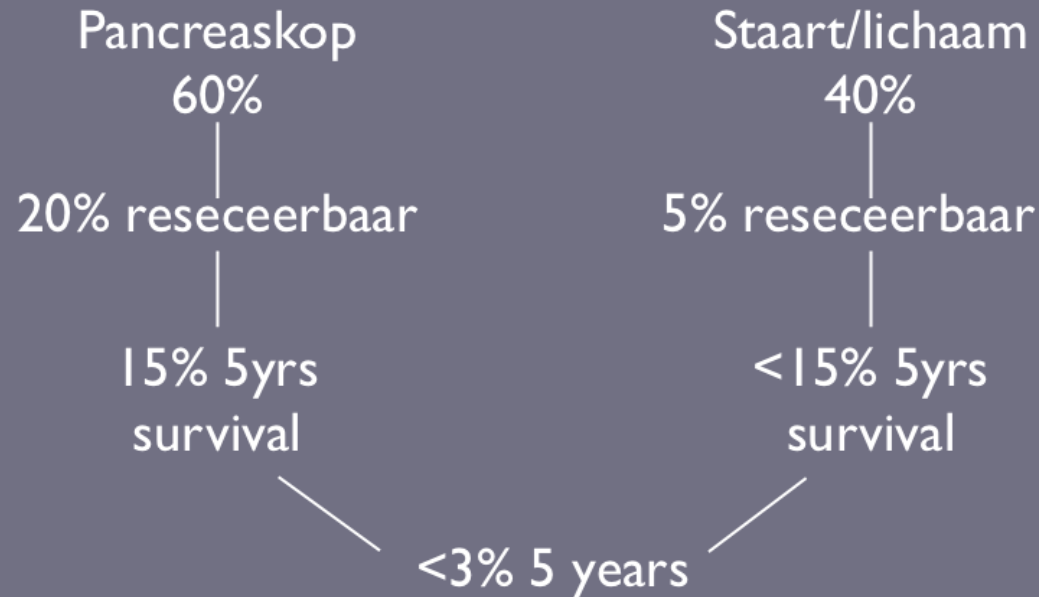 Pancreaskop
60%
20% reseceerbaar
15% 5yrs
survival
Staart/lichaam
40%
5% reseceerbaar
<15% 5yrs
survival
<3% 5 years